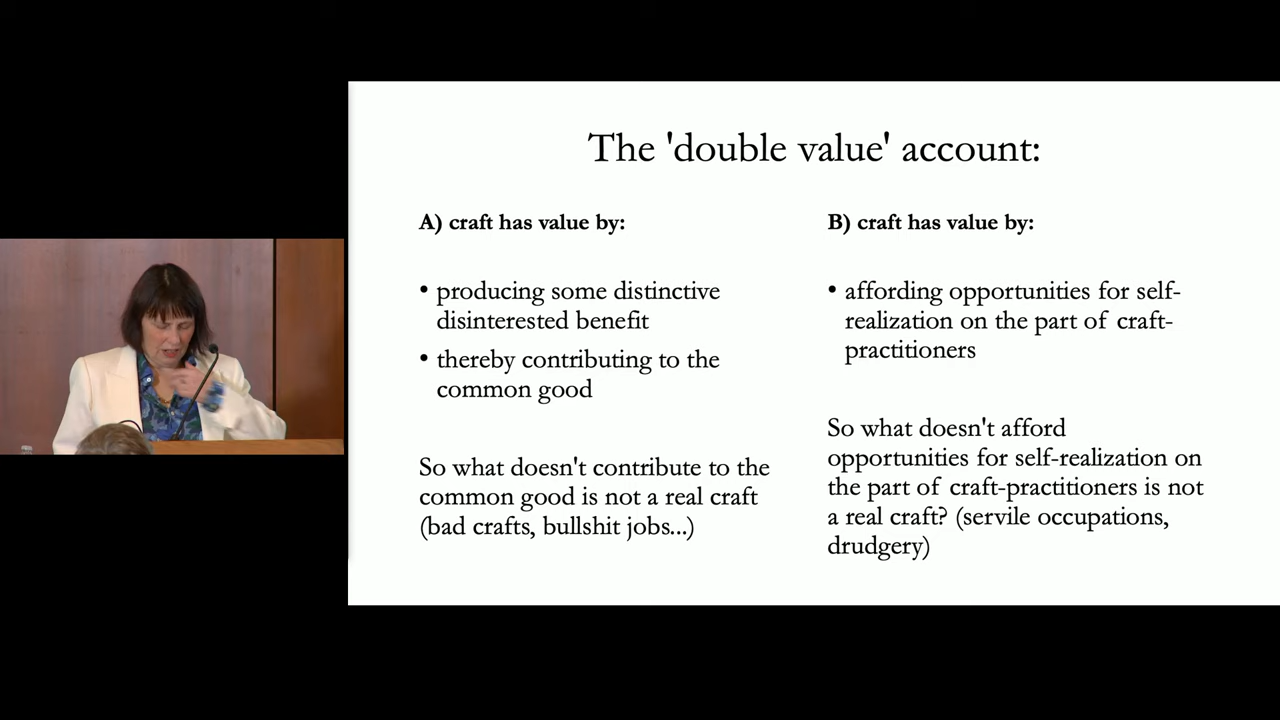 The 'double value' account:
A) craft has value by:
• producing some distinctive
disinterested benefit
• thereby contributing to the
common good
So what doesn't contribute to the
common good is not a real craft
(bad crafts, bullshit jobs...)
B) craft has value by:
• affording opportunities for self-
realization on the part of craft-
practitioners
So what doesn't afford
opportunities for self-realization on
the part of craft-practitioners is not
a real craft? (servile occupations,
drudgery)